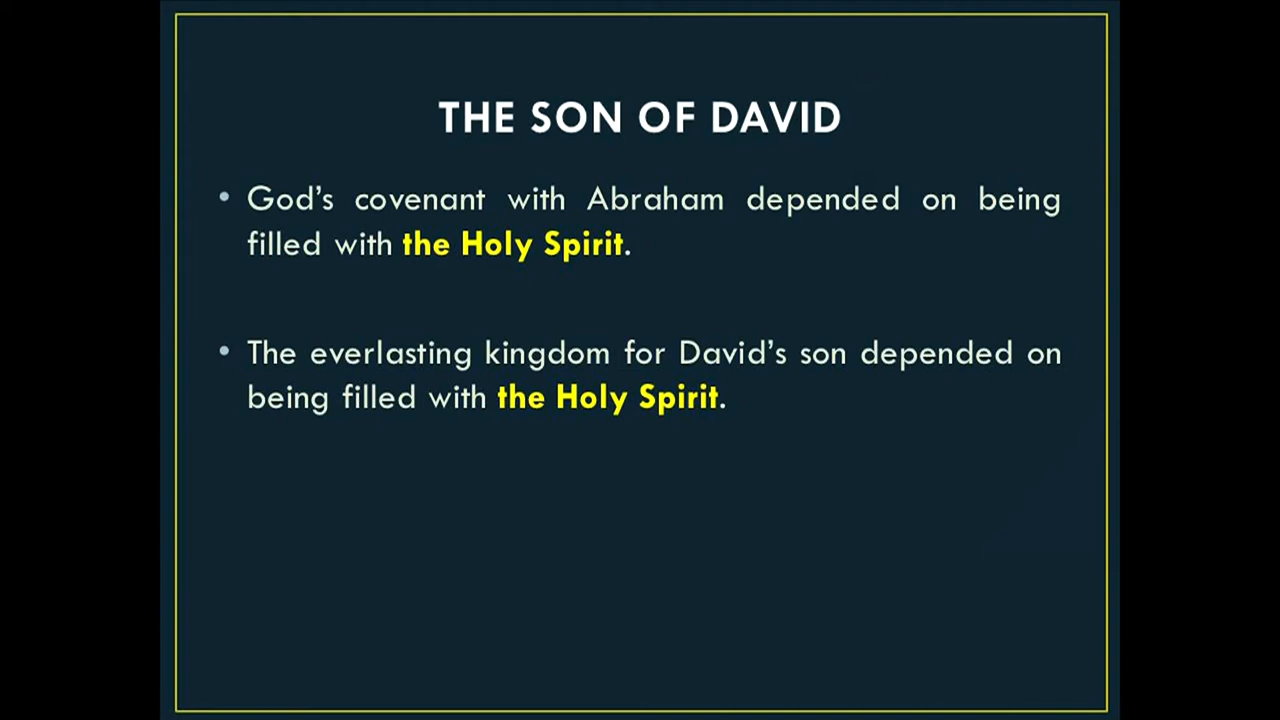 THE SON OF DAVID
• God's covenant with Abraham depended on being
filled with the Holy Spirit.
• The everlasting kingdom for David's son depended on
being filled with the Holy Spirit.